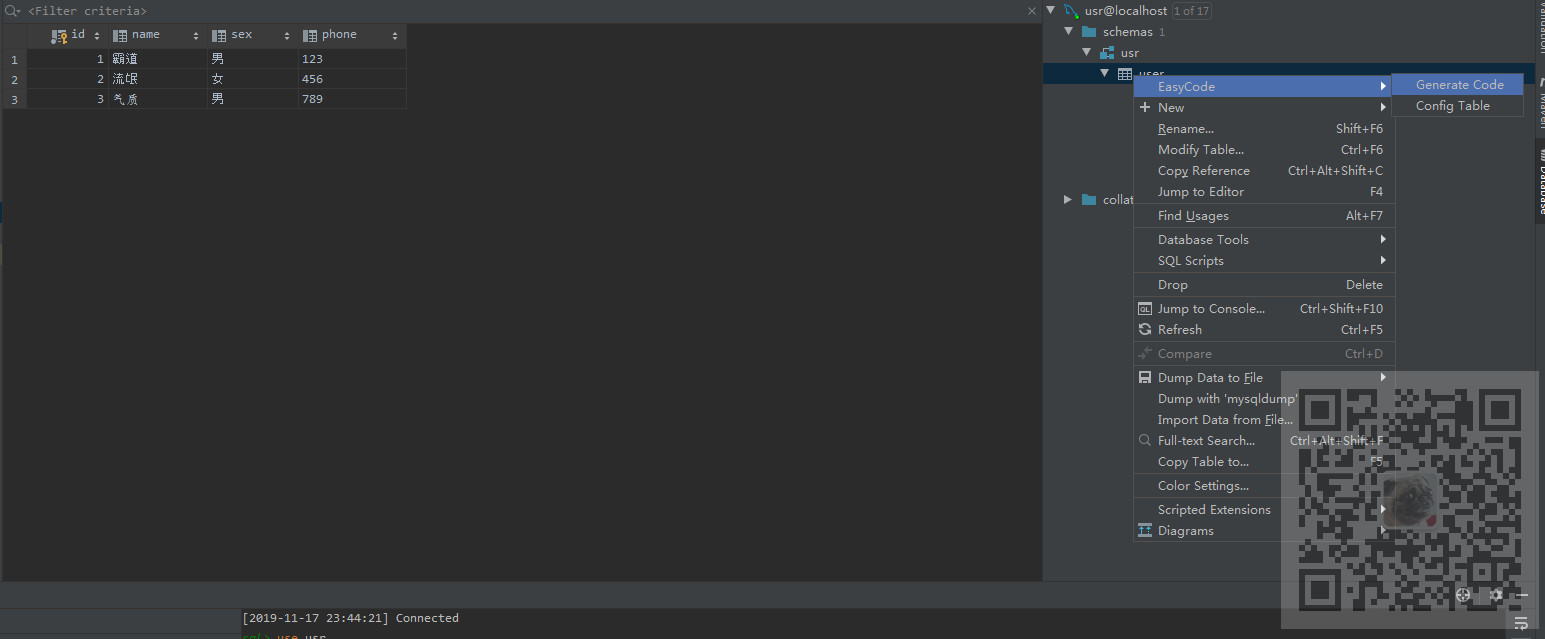 <Filter criteria>
id name sex phone
1 1 霸道 男 123
2 2 流氓 女 456
3 3 气质 男 789
[2019-11-17 23:44:21] Connected
use usr
usr@localhost 1 of 17
schemas 1
usr
user
collat
EasyCode
New
Rename... Shift+F6
Modify Table... Ctrl+F6
Copy Reference Ctrl+Alt+Shift+C
Jump to Editor F4
Find Usages Alt+F7
Database Tools
SQL Scripts
Drop Delete
Jump to Console... Ctrl+Shift+F10
Refresh Ctrl+F5
Compare Ctrl+D
Dump Data to File
Dump with 'mysqldump'
Import Data from File...
Full-text Search... Ctrl+Alt+Shift+F
Copy Table to... F5
Color Settings...
Scripted Extensions
Diagrams
Generate Code
Config Table
Maven
Database